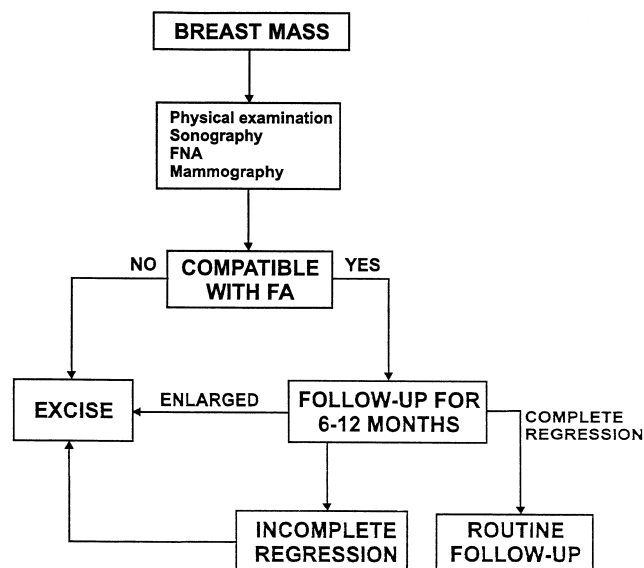 BREAST MASS
Physical examination
Sonography
FNA
Mammography
NO
COMPATIBLE
WITH FA
YES
EXCISE
ENLARGED
FOLLOW-UP FOR
6-12 MONTHS
COMPLETE
REGRESSION
INCOMPLETE
REGRESSION
ROUTINE
FOLLOW-UP